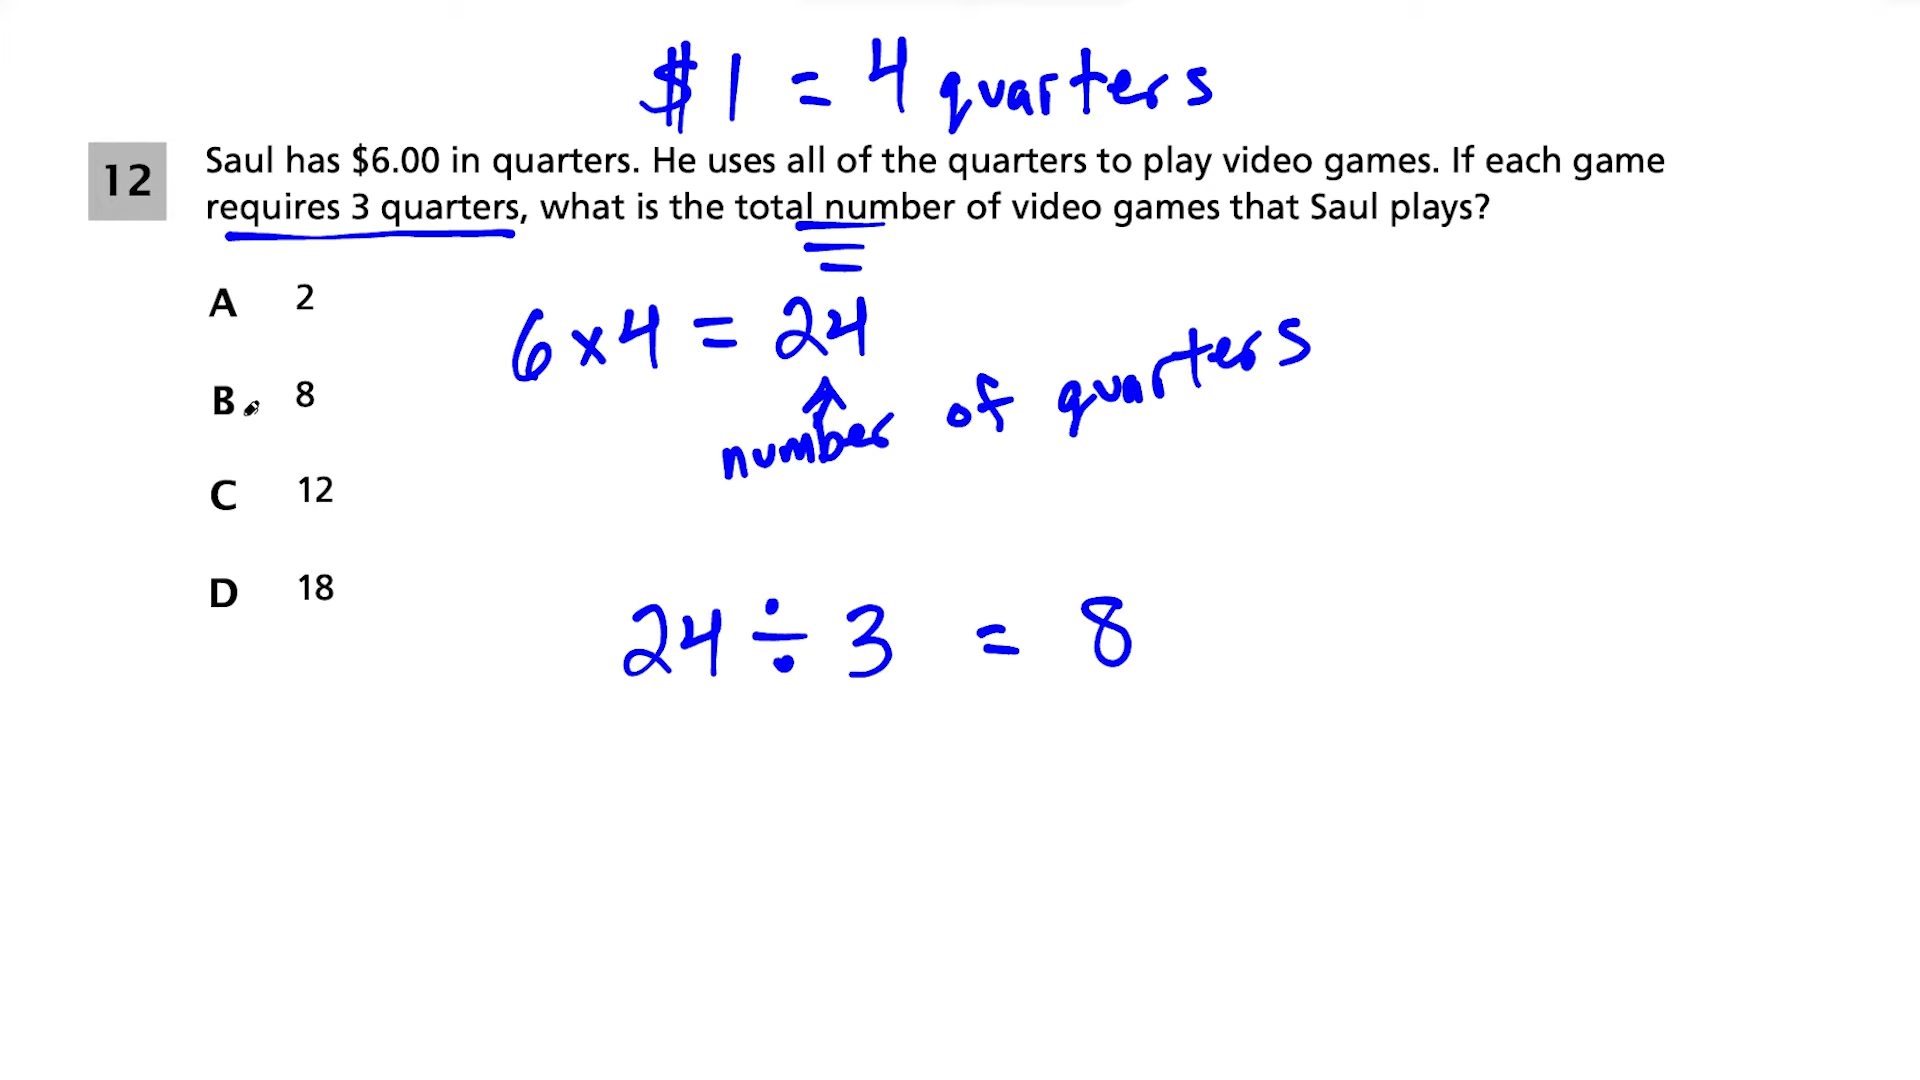 $1 = 4 quarters
12 Saul has $6.00 in quarters. He uses all of the quarters to play video games. If each game
requires 3 quarters, what is the total number of video games that Saul plays?
A 2
6 x 4 = 24
B 8
number of quarters
C 12
D 18
24 ÷ 3 = 8